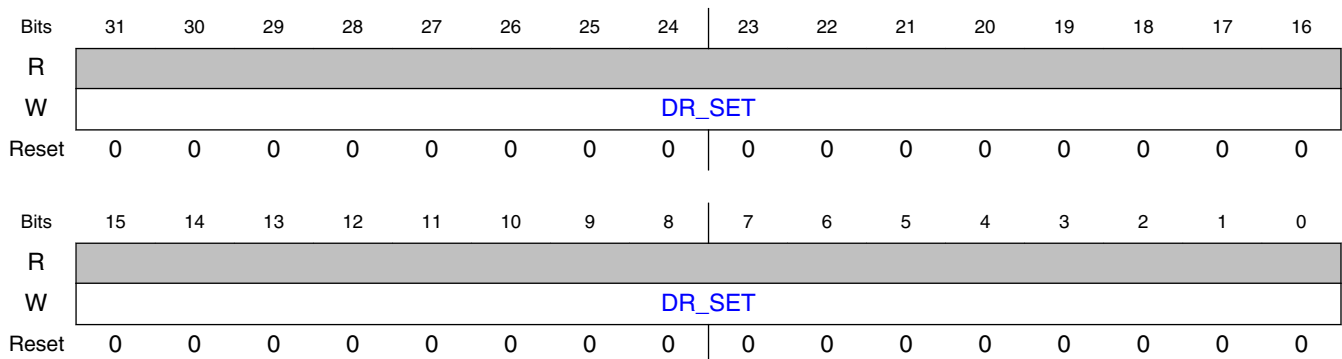 Bits 31 30 29 28 27 26 25 24 23 22 21 20 19 18 17 16
R
W DR_SET
Reset 0 0 0 0 0 0 0 0 0 0 0 0 0 0 0 0
Bits 15 14 13 12 11 10 9 8 7 6 5 4 3 2 1 0
R
W DR_SET
Reset 0 0 0 0 0 0 0 0 0 0 0 0 0 0 0 0